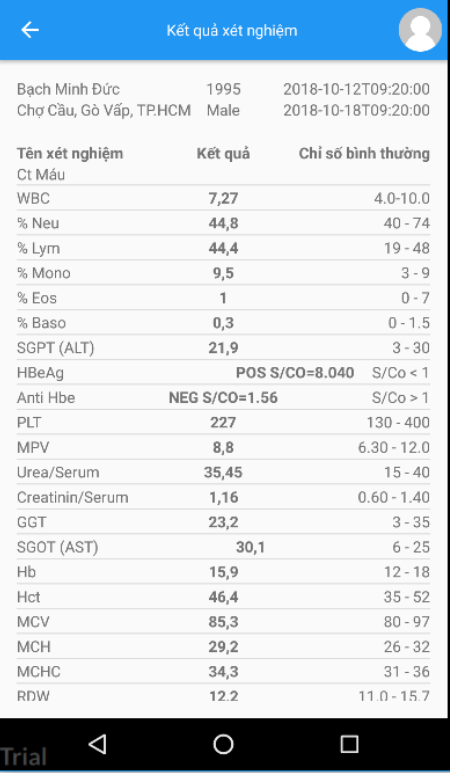 Kết quả xét nghiệm
Bạch Minh Đức 1995 2018-10-12T09:20:00
Chợ Cầu, Gò Vấp, TP.HCM Male 2018-10-18T09:20:00
Tên xét nghiệm Kết quả Chỉ số bình thường
Ct Máu
WBC 7,27 4.0-10.0
% Neu 44,8 40 - 74
% Lym 44,4 19 - 48
% Mono 9,5 3 - 9
% Eos 1 0 - 7
% Baso 0,3 0 - 1.5
SGPT (ALT) 21,9 3 - 30
HBeAg POS S/CO=8.040 S/Co < 1
Anti Hbe NEG S/CO=1.56 S/Co > 1
PLT 227 130 - 400
MPV 8,8 6.30 - 12.0
Urea/Serum 35,45 15 - 40
Creatinin/Serum 1,16 0.60 - 1.40
GGT 23,2 3 - 35
SGOT (AST) 30,1 6 - 25
Hb 15,9 12 - 18
Hct 46,4 35 - 52
MCV 85,3 80 - 97
MCH 29,2 26 - 32
MCHC 34,3 31 - 36
RDW 12,2 11.0 - 15.7
Trial